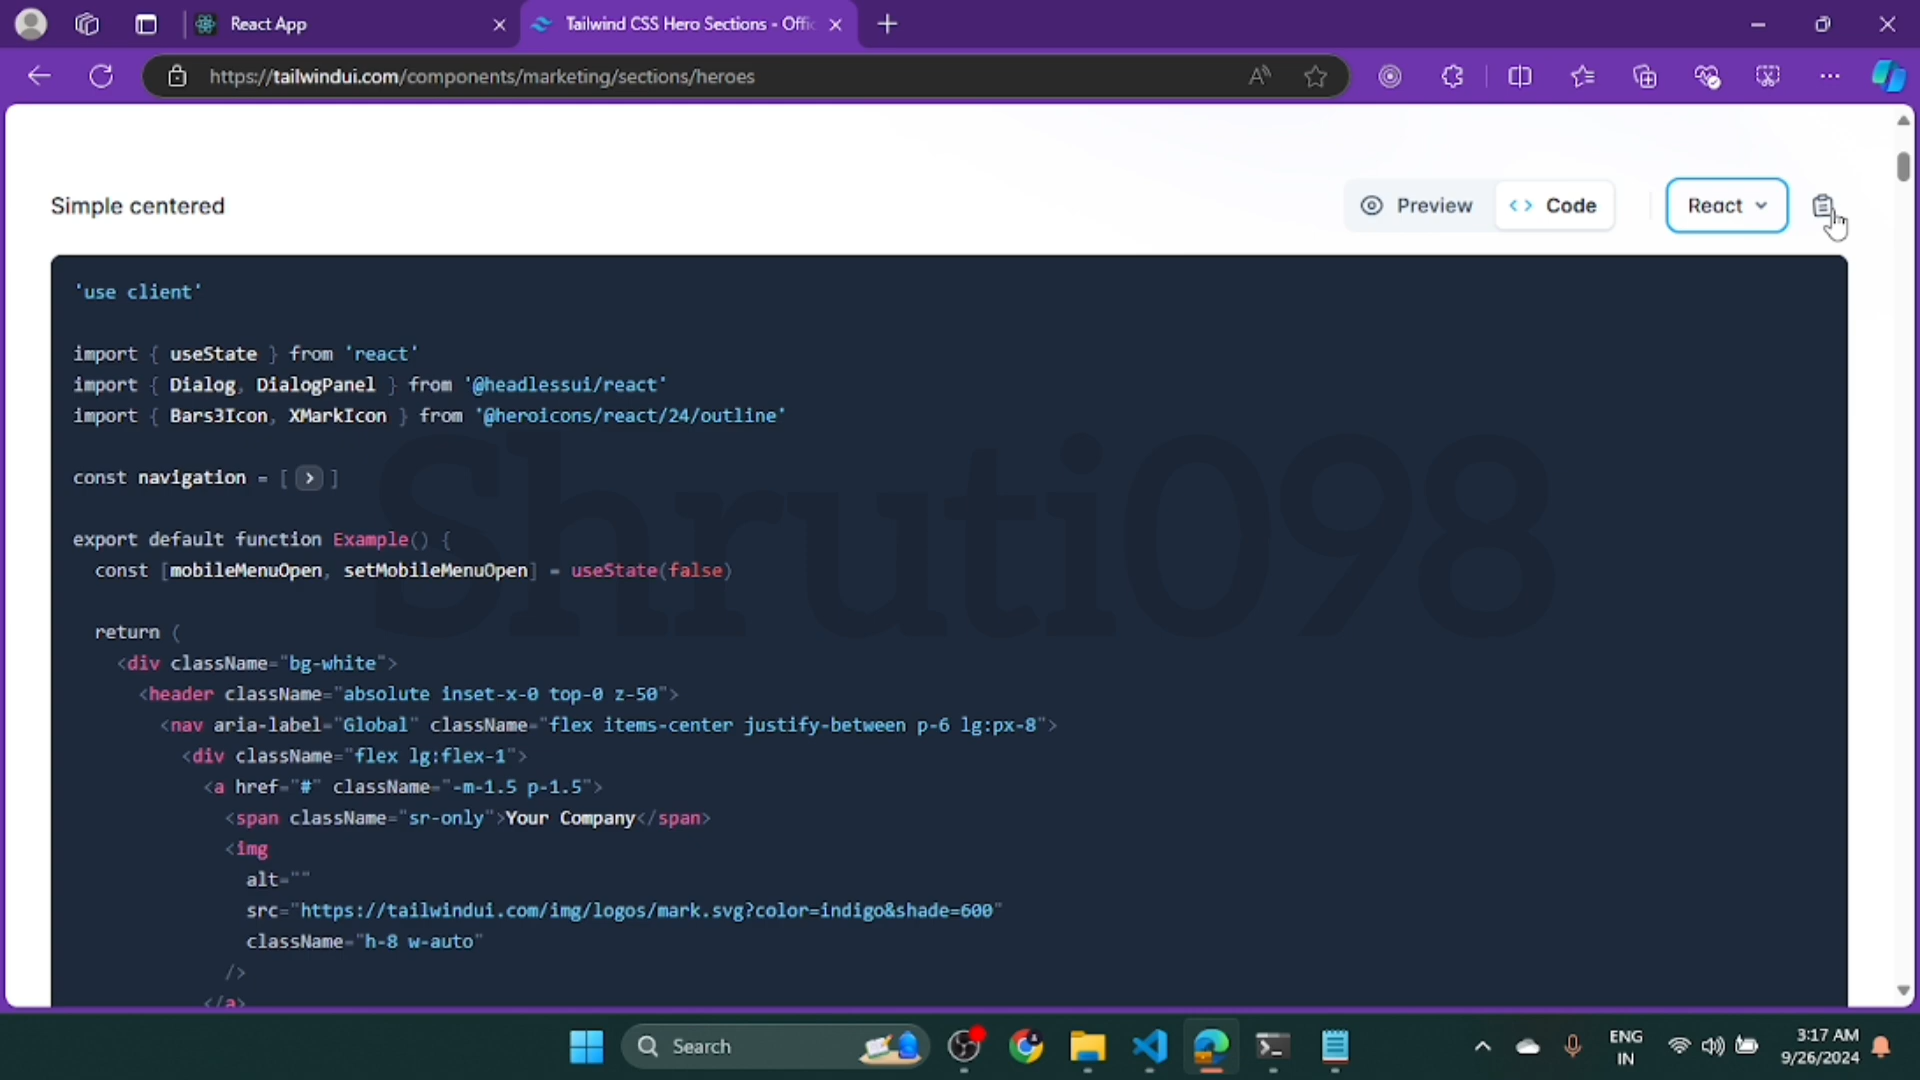 React App
Tailwind CSS Hero Sections - Offic
https://tailwindui.com/components/marketing/sections/heroes
Simple centered
Preview
Code
React
'use client'
import { useState } from 'react'
import { Dialog, DialogPanel } from '@headlessui/react'
import { Bars3Icon, XMarkIcon } from '@heroicons/react/24/outline'
const navigation = [ > ]
export default function Example() {
const [mobileMenuOpen, setMobileMenuOpen] = useState(false)
return (
<div className="bg-white">
<header className="absolute inset-x-0 top-0 z-50">
<nav aria-label="Global" className="flex items-center justify-between p-6 lg:px-8">
<div className="flex lg:flex-1">
<a href="#" className="-m-1.5 p-1.5">
<span className="sr-only">Your Company</span>
<img
alt=""
src="https://tailwindui.com/img/logos/mark.svg?color=indigo&shade=600"
className="h-8 w-auto"
/>
</a>
Shruti098
Search
ENG
IN
3:17 AM
9/26/2024